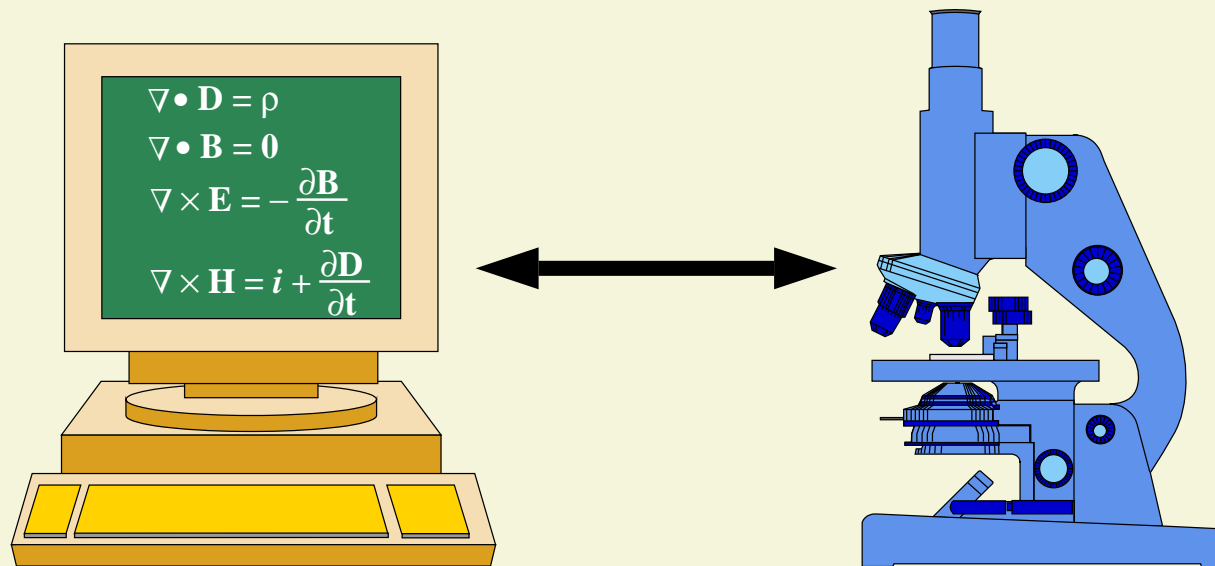 ∇ • D = ρ
∇ • B = 0
∇ × E = − ∂B/∂t
∇ × H = i + ∂D/∂t